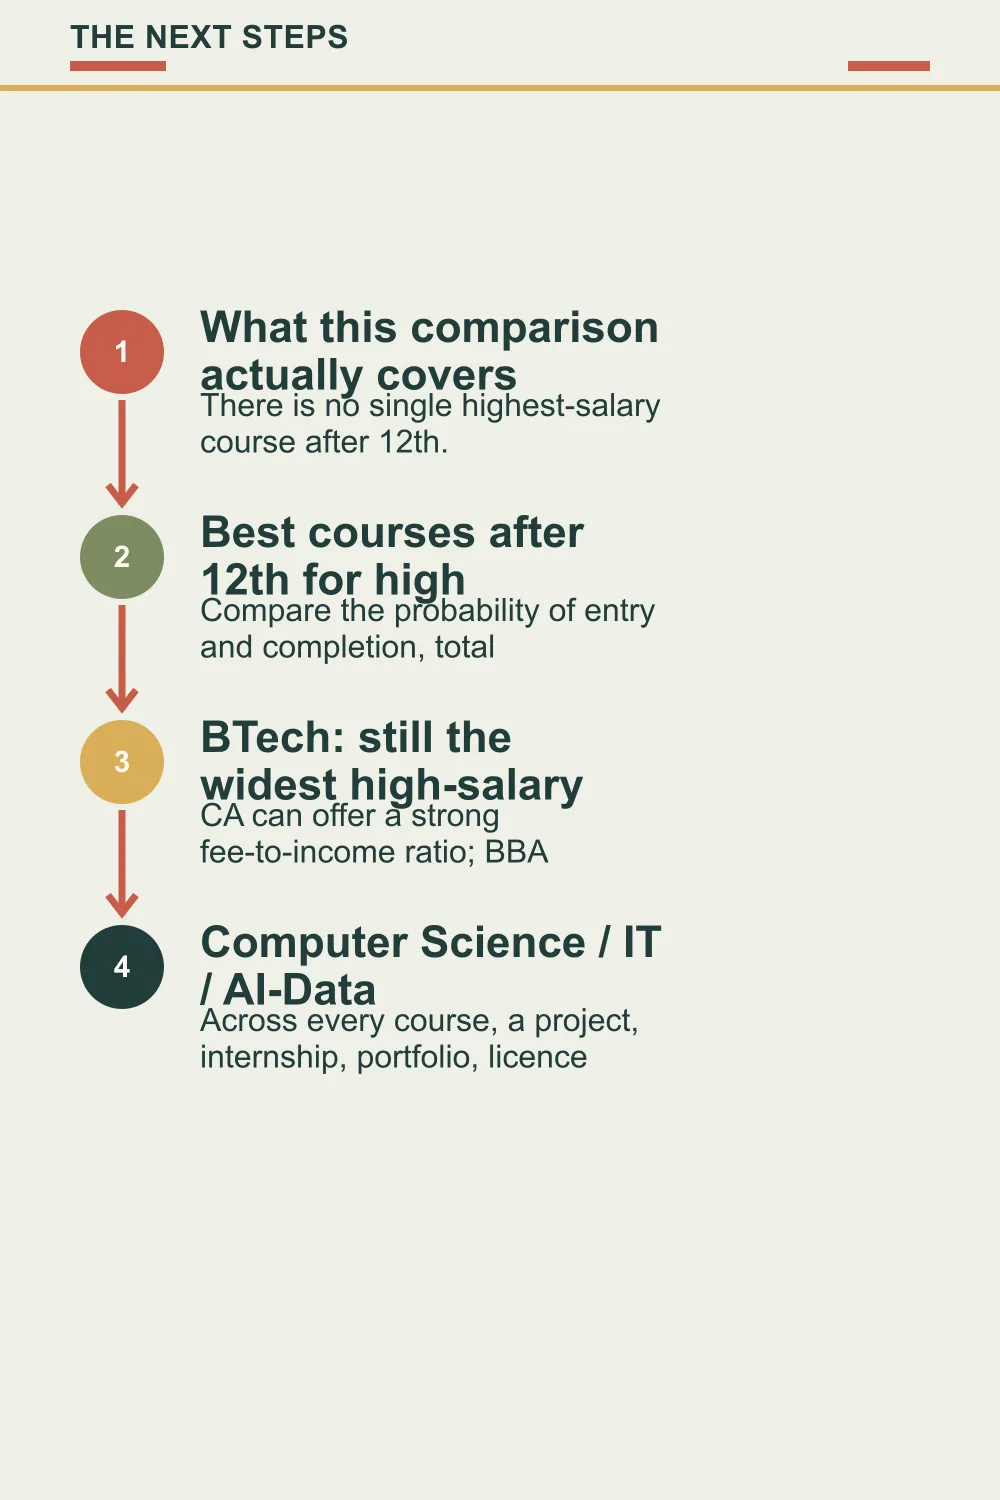 THE NEXT STEPS
1
What this comparison
actually covers
There is no single highest-salary
course after 12th.
2
Best courses after
12th for high
Compare the probability of entry
and completion, total
3
BTech: still the
widest high-salary
CA can offer a strong
fee-to-income ratio; BBA
4
Computer Science / IT
/ AI-Data
Across every course, a project,
internship, portfolio, licence